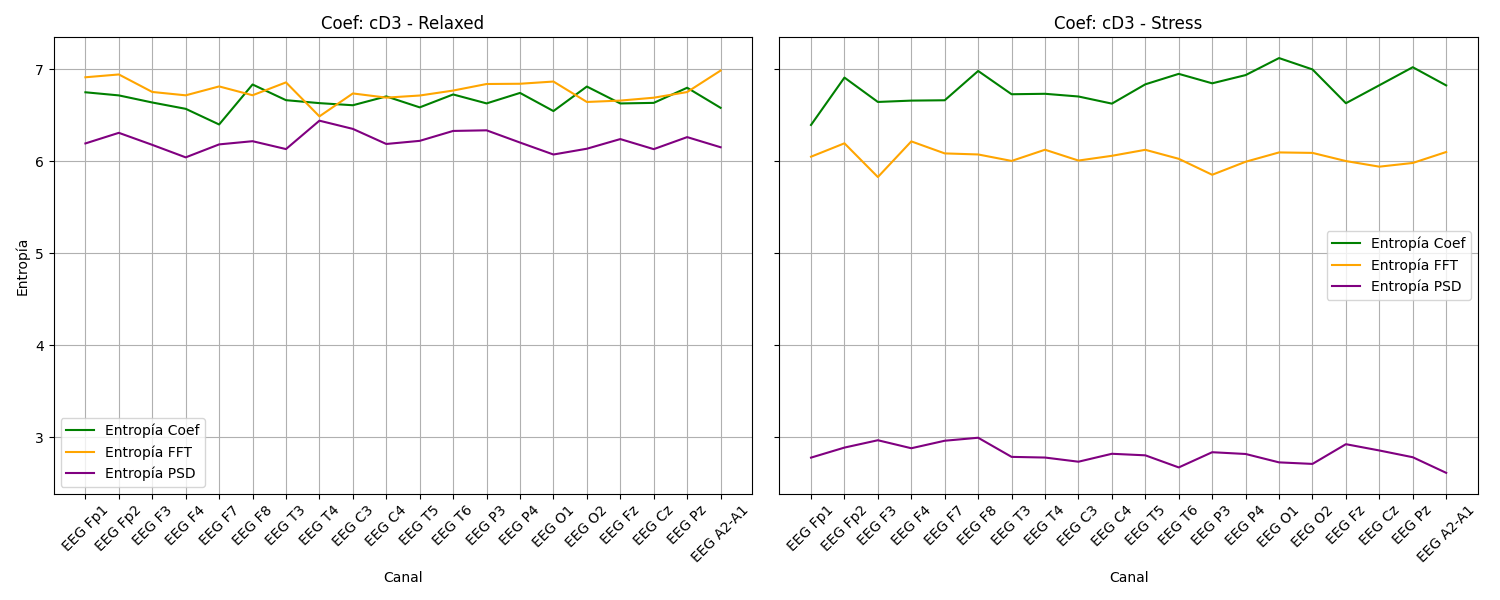 Coef: cD3 - Relaxed
Entropía
7
6
5
4
3
Entropía Coef
Entropía FFT
Entropía PSD
EEG Fp1
EEG Fp2
EEG F3
EEG F4
EEG F7
EEG F8
EEG T3
EEG T4
EEG C3
EEG C4
EEG T5
EEG T6
EEG P3
EEG P4
EEG O1
EEG O2
EEG Fz
EEG Cz
EEG Pz
EEG A2-A1
Canal
Coef: cD3 - Stress
Entropía Coef
Entropía FFT
Entropía PSD
EEG Fp1
EEG Fp2
EEG F3
EEG F4
EEG F7
EEG F8
EEG T3
EEG T4
EEG C3
EEG C4
EEG T5
EEG T6
EEG P3
EEG P4
EEG O1
EEG O2
EEG Fz
EEG Cz
EEG Pz
EEG A2-A1
Canal